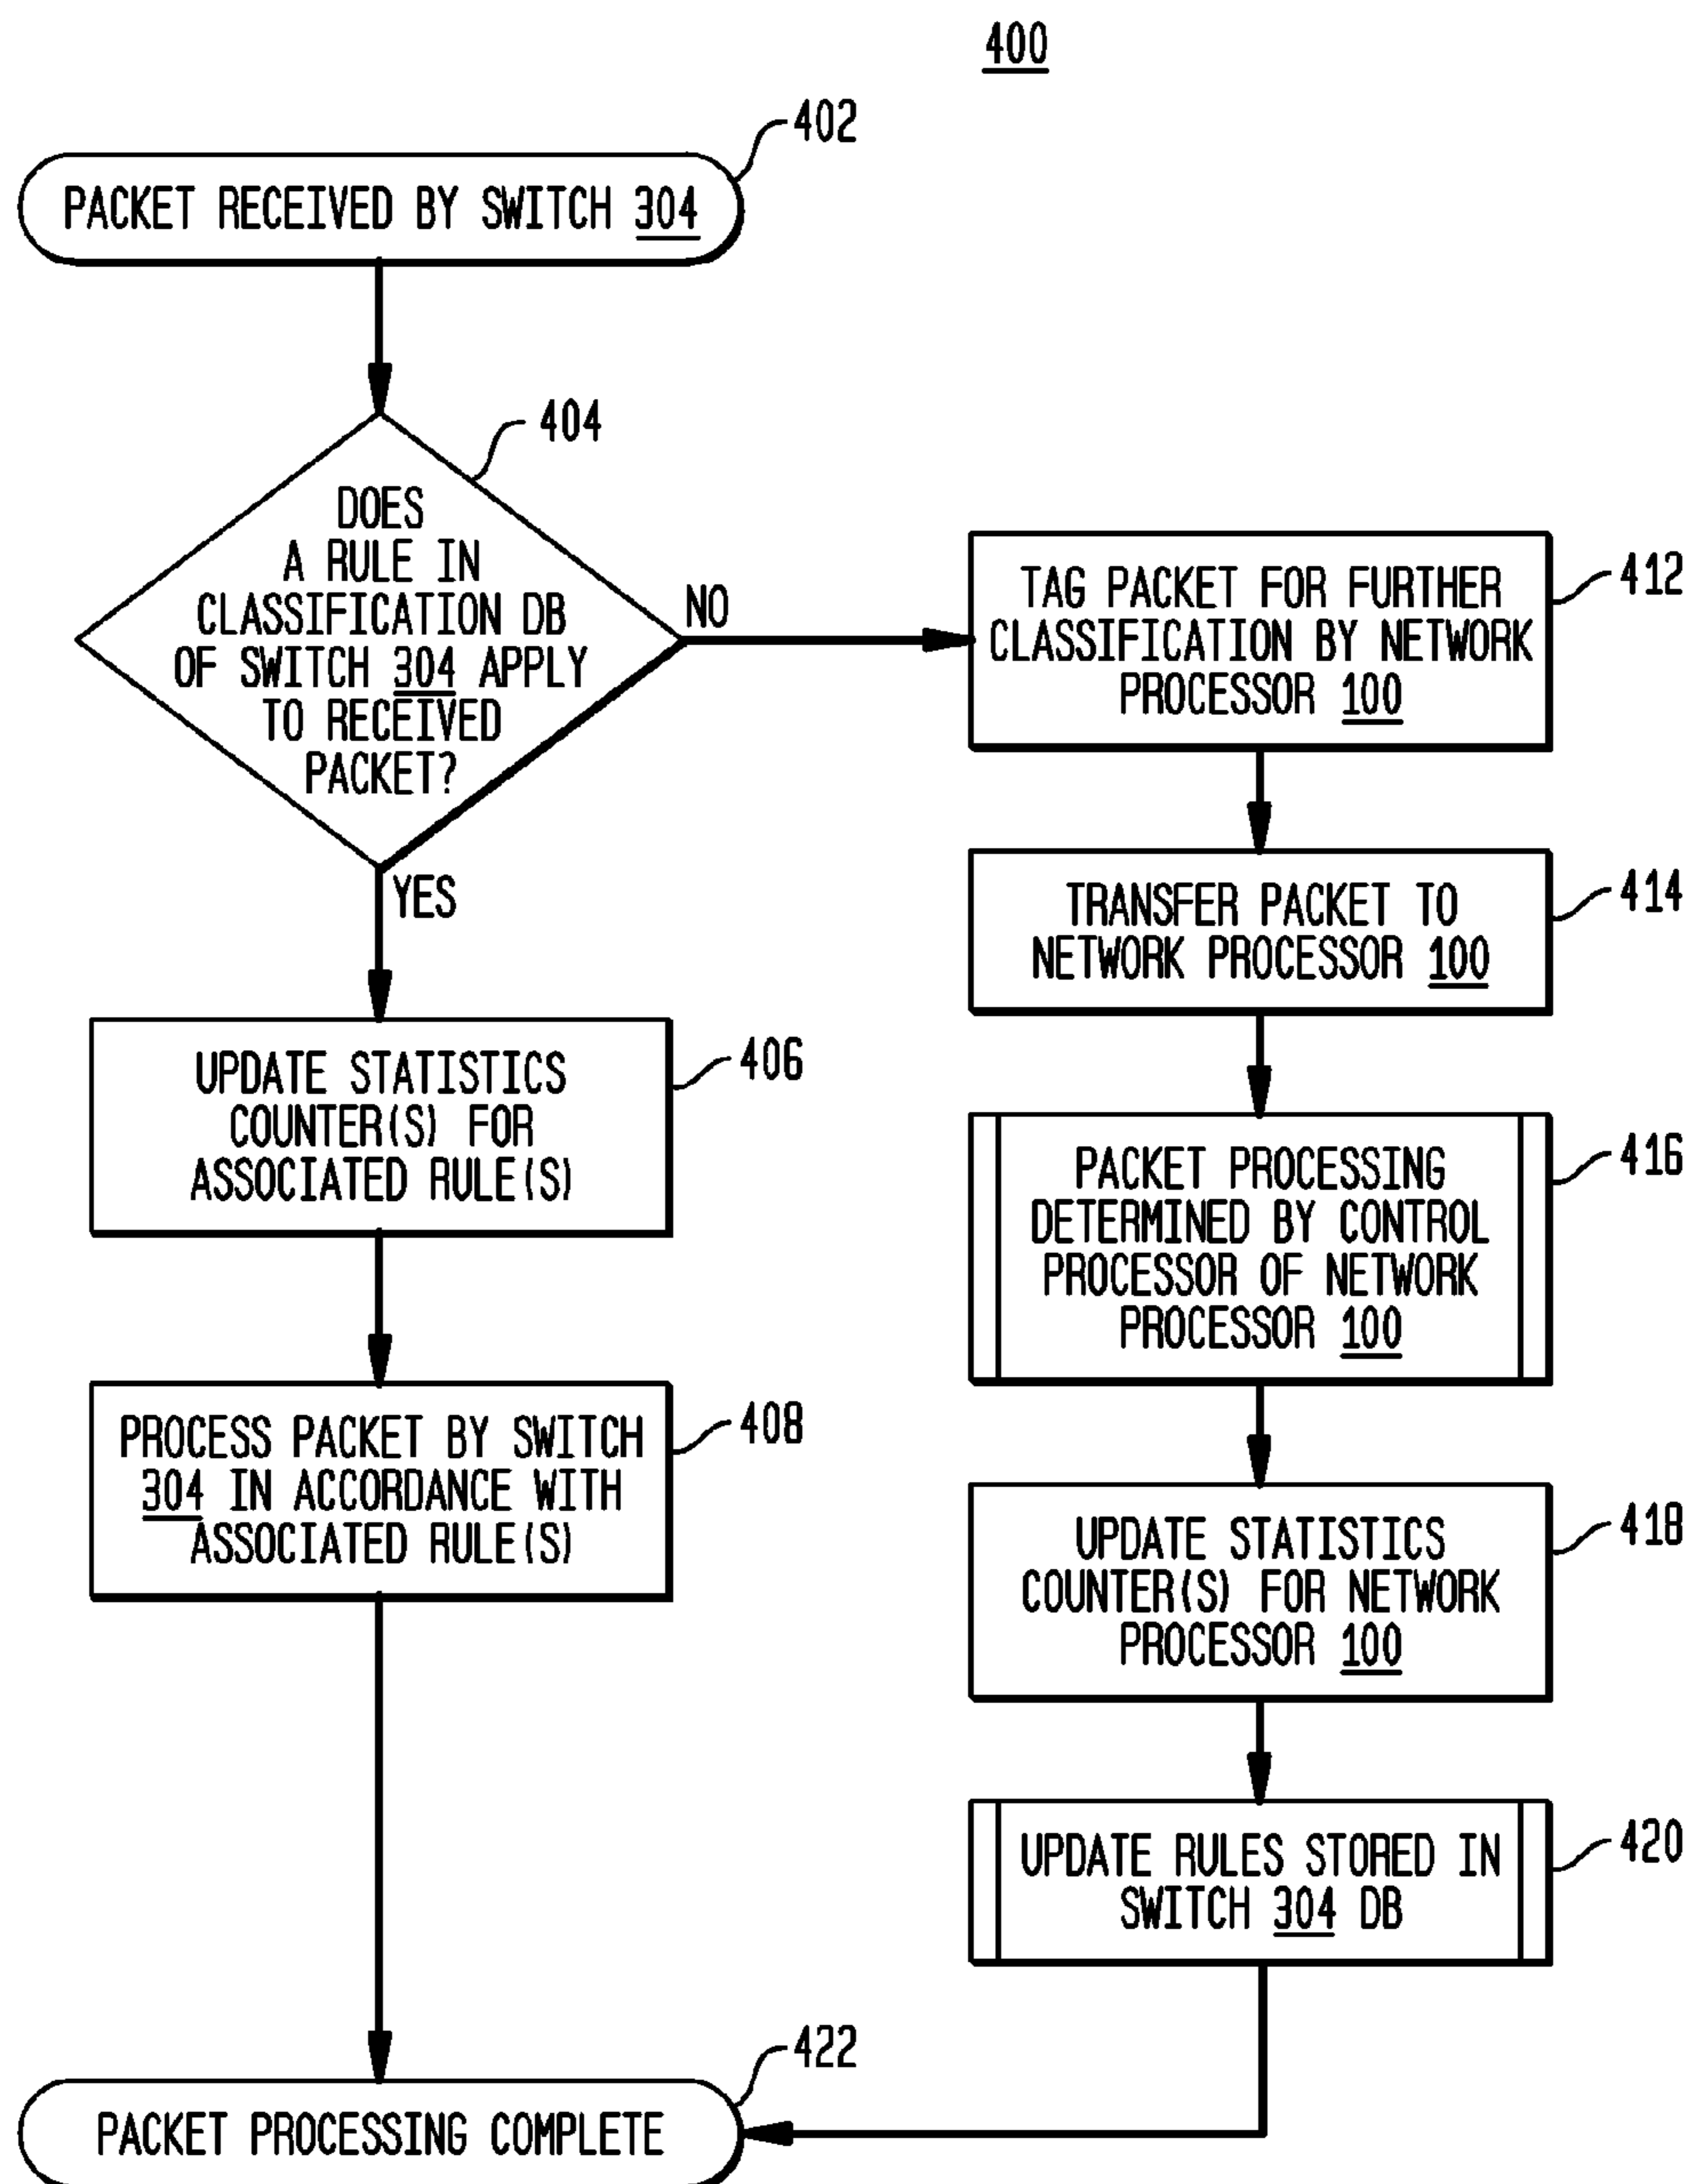 400
402
PACKET RECEIVED BY SWITCH 304
404
DOES
A RULE IN
CLASSIFICATION DB
OF SWITCH 304 APPLY
TO RECEIVED
PACKET?
NO
YES
406
UPDATE STATISTICS
COUNTER(S) FOR
ASSOCIATED RULE(S)
408
PROCESS PACKET BY SWITCH
304 IN ACCORDANCE WITH
ASSOCIATED RULE(S)
412
TAG PACKET FOR FURTHER
CLASSIFICATION BY NETWORK
PROCESSOR 100
414
TRANSFER PACKET TO
NETWORK PROCESSOR 100
416
PACKET PROCESSING
DETERMINED BY CONTROL
PROCESSOR OF NETWORK
PROCESSOR 100
418
UPDATE STATISTICS
COUNTER(S) FOR NETWORK
PROCESSOR 100
420
UPDATE RULES STORED IN
SWITCH 304 DB
422
PACKET PROCESSING COMPLETE